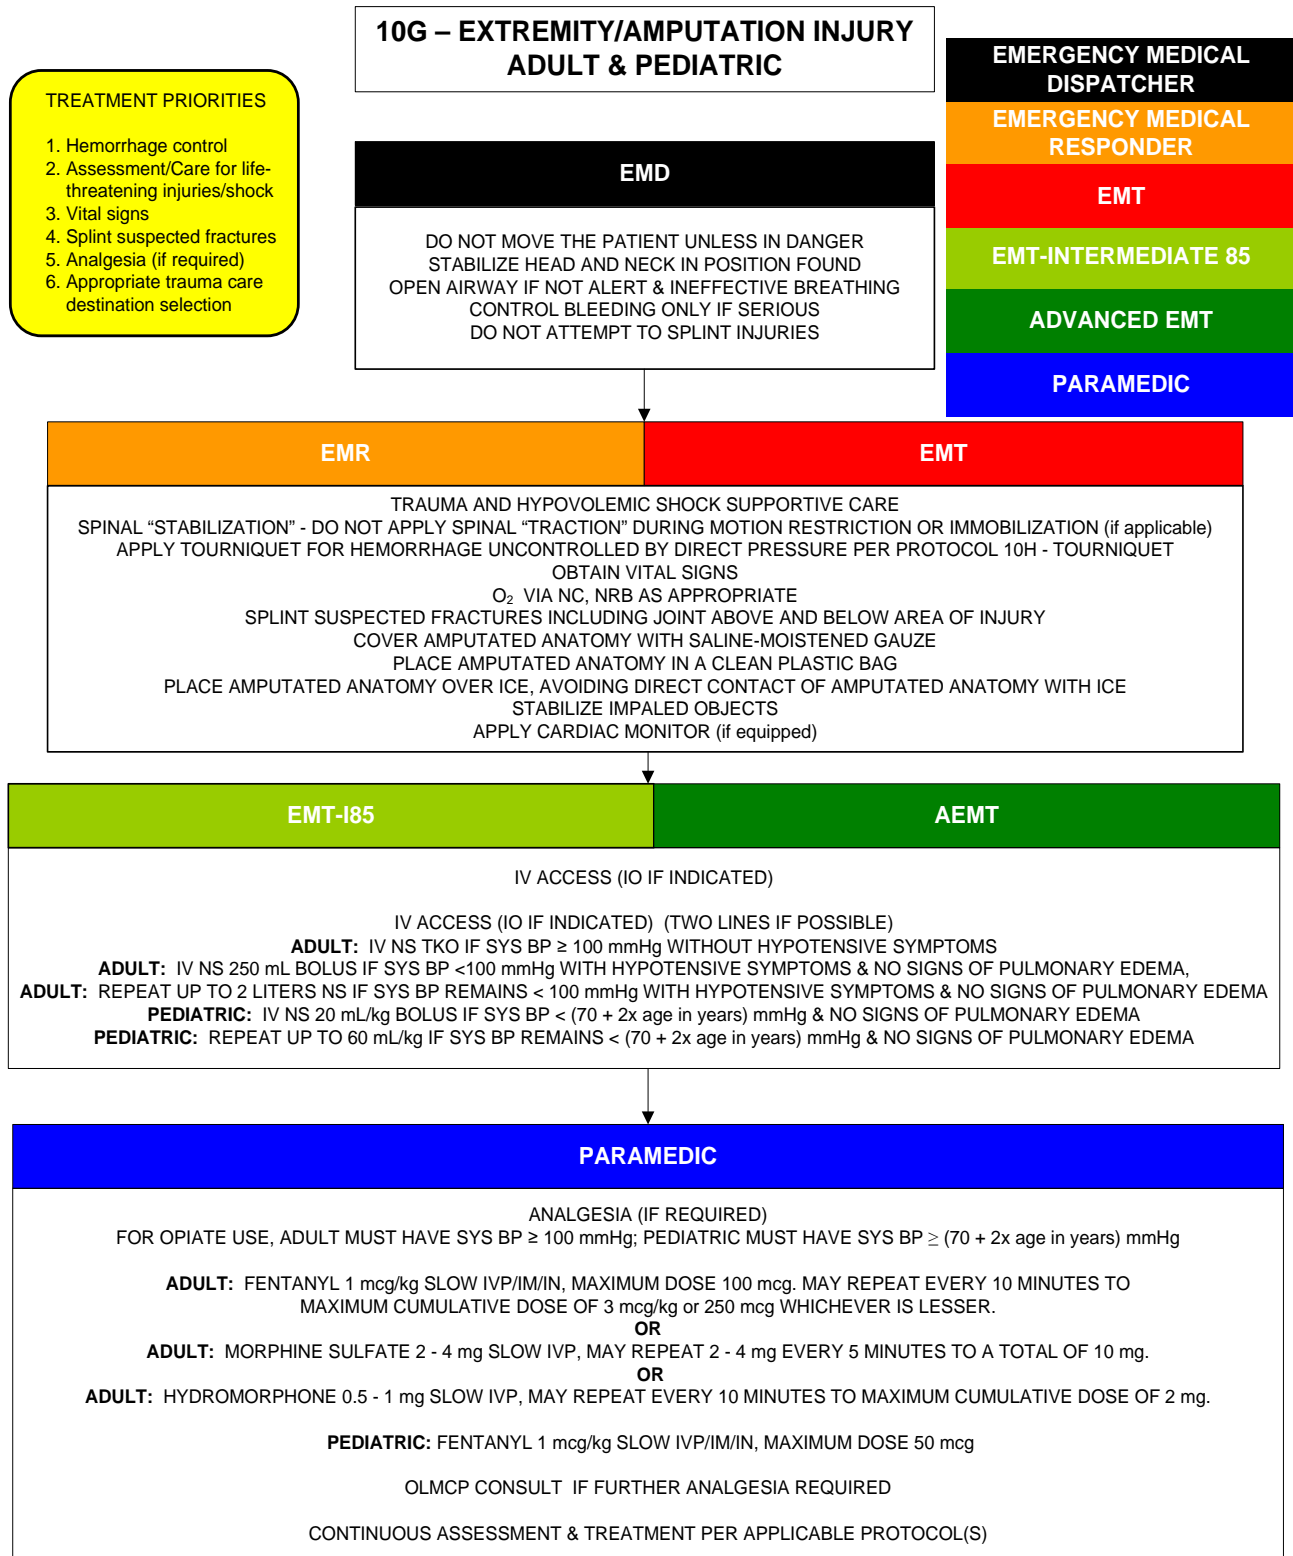 10G – EXTREMITY/AMPUTATION INJURY
ADULT & PEDIATRIC
TREATMENT PRIORITIES
1. Hemorrhage control
2. Assessment/Care for life-
threatening injuries/shock
3. Vital signs
4. Splint suspected fractures
5. Analgesia (if required)
6. Appropriate trauma care
destination selection
EMERGENCY MEDICAL
DISPATCHER
EMERGENCY MEDICAL
RESPONDER
EMT
EMT-INTERMEDIATE 85
ADVANCED EMT
PARAMEDIC
EMD
DO NOT MOVE THE PATIENT UNLESS IN DANGER
STABILIZE HEAD AND NECK IN POSITION FOUND
OPEN AIRWAY IF NOT ALERT & INEFFECTIVE BREATHING
CONTROL BLEEDING ONLY IF SERIOUS
DO NOT ATTEMPT TO SPLINT INJURIES
EMR
EMT
TRAUMA AND HYPOVOLEMIC SHOCK SUPPORTIVE CARE
SPINAL “STABILIZATION” - DO NOT APPLY SPINAL “TRACTION” DURING MOTION RESTRICTION OR IMMOBILIZATION (if applicable)
APPLY TOURNIQUET FOR HEMORRHAGE UNCONTROLLED BY DIRECT PRESSURE PER PROTOCOL 10H - TOURNIQUET
OBTAIN VITAL SIGNS
O₂ VIA NC, NRB AS APPROPRIATE
SPLINT SUSPECTED FRACTURES INCLUDING JOINT ABOVE AND BELOW AREA OF INJURY
COVER AMPUTATED ANATOMY WITH SALINE-MOISTENED GAUZE
PLACE AMPUTATED ANATOMY IN A CLEAN PLASTIC BAG
PLACE AMPUTATED ANATOMY OVER ICE, AVOIDING DIRECT CONTACT OF AMPUTATED ANATOMY WITH ICE
STABILIZE IMPALED OBJECTS
APPLY CARDIAC MONITOR (if equipped)
EMT-I85
AEMT
IV ACCESS (IO IF INDICATED)
IV ACCESS (IO IF INDICATED) (TWO LINES IF POSSIBLE)
ADULT: IV NS TKO IF SYS BP ≥ 100 mmHg WITHOUT HYPOTENSIVE SYMPTOMS
ADULT: IV NS 250 mL BOLUS IF SYS BP <100 mmHg WITH HYPOTENSIVE SYMPTOMS & NO SIGNS OF PULMONARY EDEMA,
ADULT: REPEAT UP TO 2 LITERS NS IF SYS BP REMAINS < 100 mmHg WITH HYPOTENSIVE SYMPTOMS & NO SIGNS OF PULMONARY EDEMA
PEDIATRIC: IV NS 20 mL/kg BOLUS IF SYS BP < (70 + 2x age in years) mmHg & NO SIGNS OF PULMONARY EDEMA
PEDIATRIC: REPEAT UP TO 60 mL/kg IF SYS BP REMAINS < (70 + 2x age in years) mmHg & NO SIGNS OF PULMONARY EDEMA
PARAMEDIC
ANALGESIA (IF REQUIRED)
FOR OPIATE USE, ADULT MUST HAVE SYS BP ≥ 100 mmHg; PEDIATRIC MUST HAVE SYS BP ≥ (70 + 2x age in years) mmHg
ADULT: FENTANYL 1 mcg/kg SLOW IVP/IM/IN, MAXIMUM DOSE 100 mcg. MAY REPEAT EVERY 10 MINUTES TO
MAXIMUM CUMULATIVE DOSE OF 3 mcg/kg or 250 mcg WHICHEVER IS LESSER.
OR
ADULT: MORPHINE SULFATE 2 - 4 mg SLOW IVP, MAY REPEAT 2 - 4 mg EVERY 5 MINUTES TO A TOTAL OF 10 mg.
OR
ADULT: HYDROMORPHONE 0.5 - 1 mg SLOW IVP, MAY REPEAT EVERY 10 MINUTES TO MAXIMUM CUMULATIVE DOSE OF 2 mg.
PEDIATRIC: FENTANYL 1 mcg/kg SLOW IVP/IM/IN, MAXIMUM DOSE 50 mcg
OLMCP CONSULT IF FURTHER ANALGESIA REQUIRED
CONTINUOUS ASSESSMENT & TREATMENT PER APPLICABLE PROTOCOL(S)